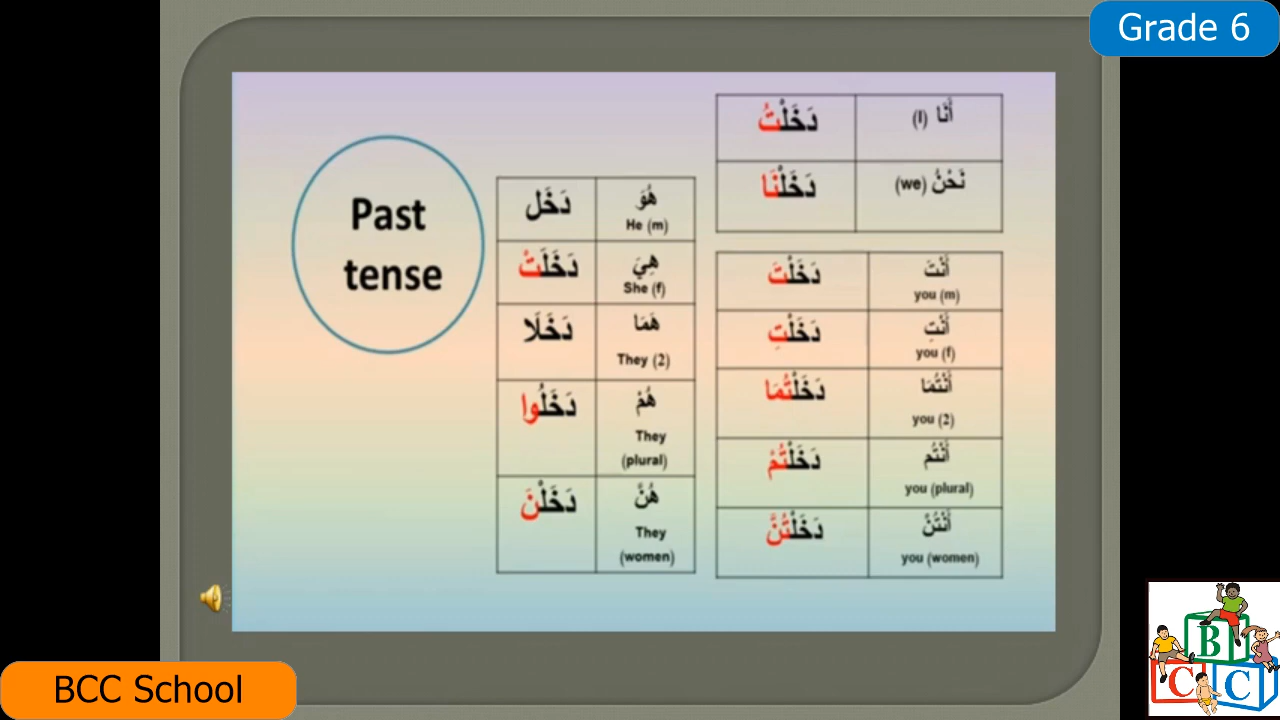 Grade 6
Past
tense
أَنَا (I)
دَخَلْتُ
نَحْنُ (we)
دَخَلْنَا
هُوَ
He (m)
دَخَل
هِيَ
She (f)
دَخَلَتْ
هَمَا
They (2)
دَخَلَا
هُمْ
They
(plural)
دَخَلُوا
هُنَّ
They
(women)
دَخَلْنَ
أَنْتَ
you (m)
دَخَلْتَ
أَنْتِ
you (f)
دَخَلْتِ
أَنْتُمَا
you (2)
دَخَلْتُمَا
أَنْتُم
you (plural)
دَخَلْتُمْ
أَنْتُنَّ
you (women)
دَخَلْتُنَّ
BCC School
B
C C